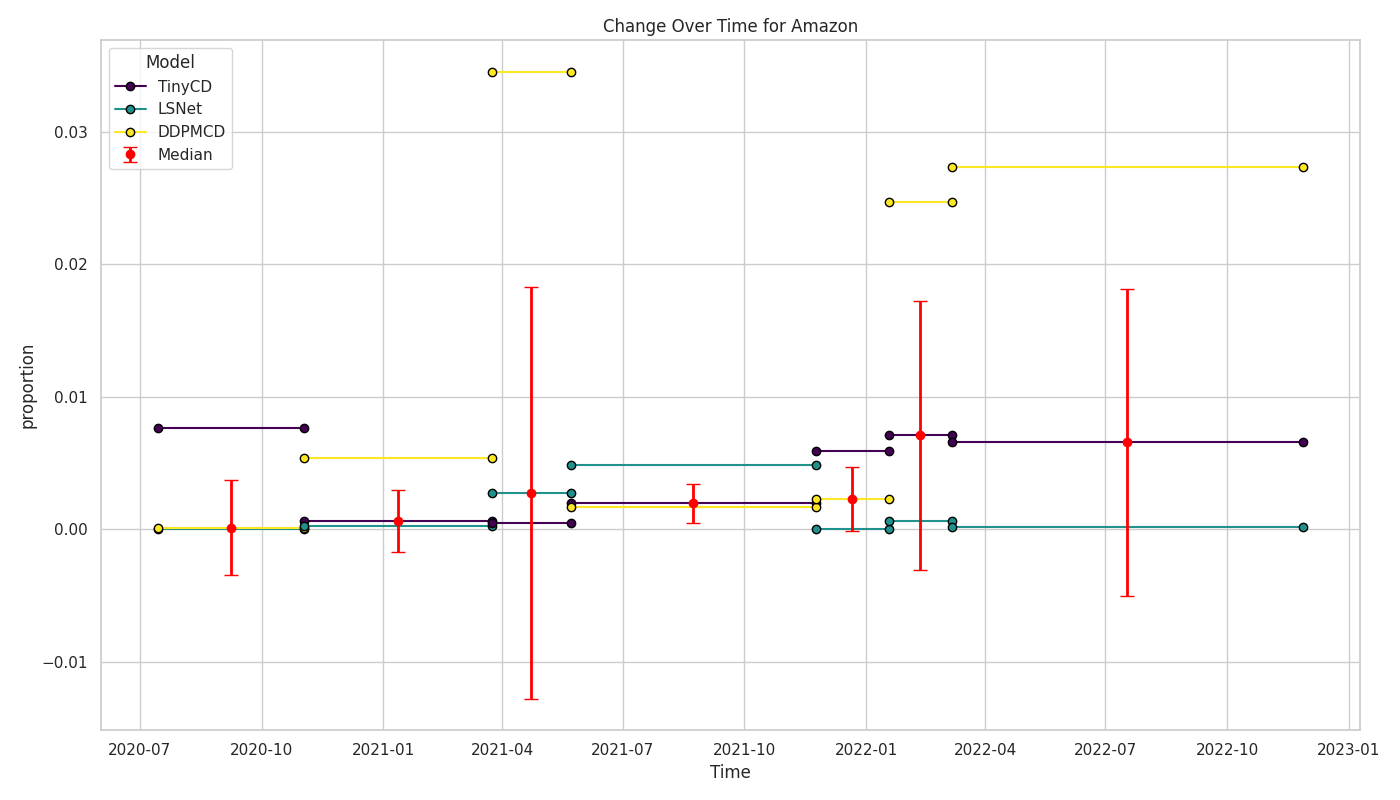 Change Over Time for Amazon
Model
TinyCD
LSNet
DDPMCD
Median
proportion
0.03
0.02
0.01
0.00
−0.01
2020-07 2020-10 2021-01 2021-04 2021-07 2021-10 2022-01 2022-04 2022-07 2022-10 2023-01
Time